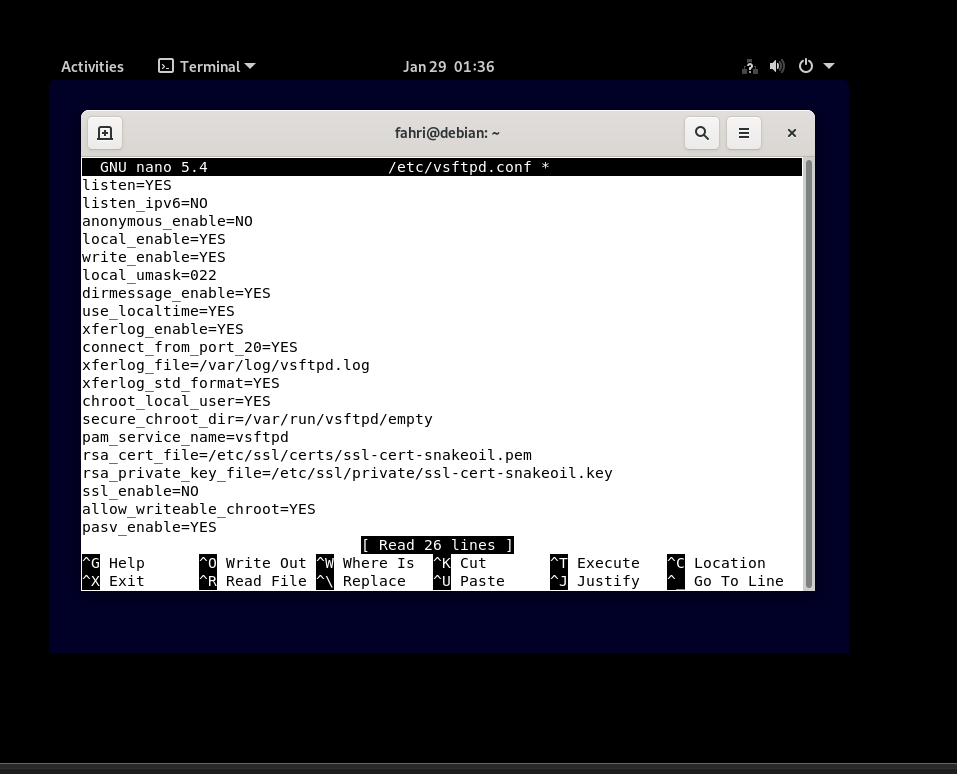 Activities Terminal Jan 29 01:36
fahri@debian: ~
GNU nano 5.4 /etc/vsftpd.conf *
listen=YES
listen_ipv6=NO
anonymous_enable=NO
local_enable=YES
write_enable=YES
local_umask=022
dirmessage_enable=YES
use_localtime=YES
xferlog_enable=YES
connect_from_port_20=YES
xferlog_file=/var/log/vsftpd.log
xferlog_std_format=YES
chroot_local_user=YES
secure_chroot_dir=/var/run/vsftpd/empty
pam_service_name=vsftpd
rsa_cert_file=/etc/ssl/certs/ssl-cert-snakeoil.pem
rsa_private_key_file=/etc/ssl/private/ssl-cert-snakeoil.key
ssl_enable=NO
allow_writeable_chroot=YES
pasv_enable=YES
[ Read 26 lines ]
^G Help ^O Write Out ^W Where Is ^K Cut ^T Execute ^C Location
^X Exit ^R Read File ^\ Replace ^U Paste ^J Justify ^_ Go To Line